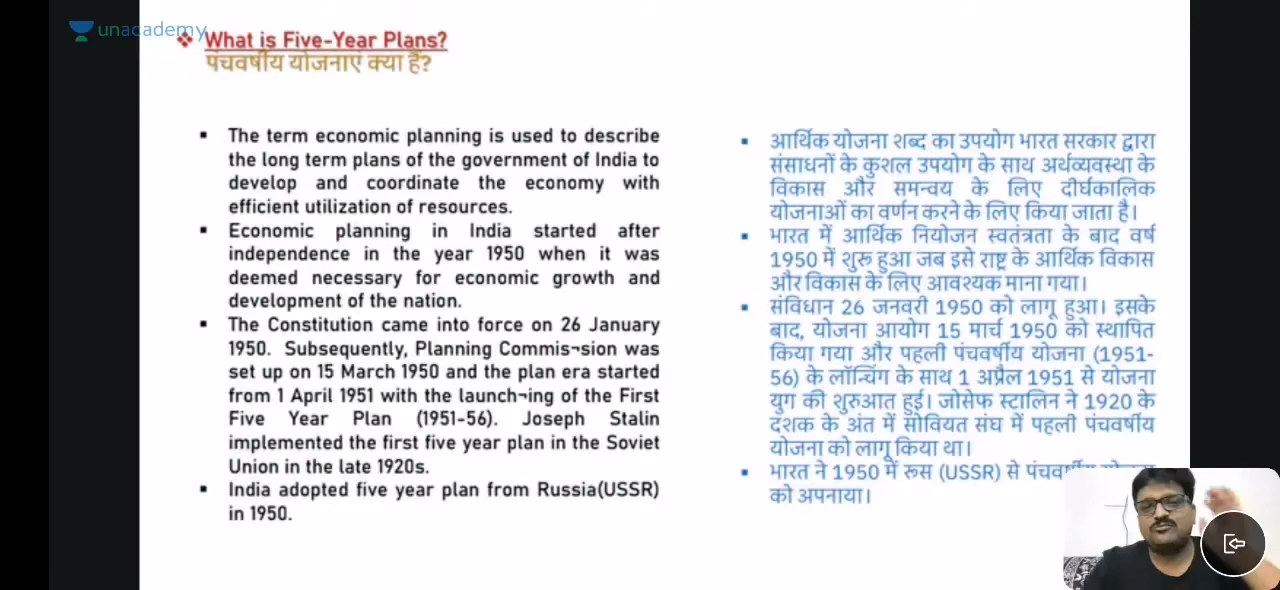 unacademy
What is Five-Year Plans?
पंचवर्षीय योजनाएं क्या हैं?
The term economic planning is used to describe
the long term plans of the government of India to
develop and coordinate the economy with
efficient utilization of resources.
Economic planning in India started after
independence in the year 1950 when it was
deemed necessary for economic growth and
development of the nation.
The Constitution came into force on 26 January
1950. Subsequently, Planning Commis¬sion was
set up on 15 March 1950 and the plan era started
from 1 April 1951 with the launch¬ing of the First
Five Year Plan (1951-56). Joseph Stalin
implemented the first five year plan in the Soviet
Union in the late 1920s.
India adopted five year plan from Russia(USSR)
in 1950.
आर्थिक योजना शब्द का उपयोग भारत सरकार द्वारा
संसाधनों के कुशल उपयोग के साथ अर्थव्यवस्था के
विकास और समन्वय के लिए दीर्घकालिक
योजनाओं का वर्णन करने के लिए किया जाता है।
भारत में आर्थिक नियोजन स्वतंत्रता के बाद वर्ष
1950 में शुरू हुआ जब इसे राष्ट्र के आर्थिक विकास
और विकास के लिए आवश्यक माना गया।
संविधान 26 जनवरी 1950 को लागू हुआ। इसके
बाद, योजना आयोग 15 मार्च 1950 को स्थापित
किया गया और पहली पंचवर्षीय योजना (1951-
56) के लॉन्चिंग के साथ 1 अप्रैल 1951 से योजना
युग की शुरुआत हुई। जोसेफ स्टालिन ने 1920 के
दशक के अंत में सोवियत संघ में पहली पंचवर्षीय
योजना को लागू किया था।
भारत ने 1950 में रूस (USSR) से
को अपनाया।